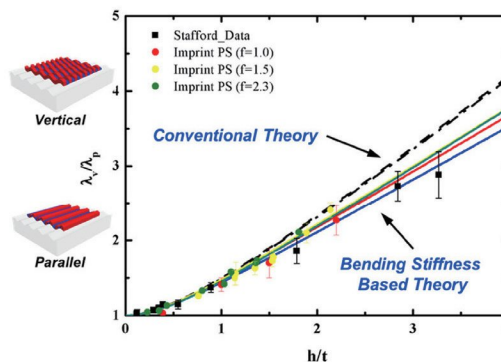 Stafford_Data
Imprint PS (f=1.0)
Imprint PS (f=1.5)
Imprint PS (f=2.3)
Vertical
Parallel
Conventional Theory
Bending Stiffness
Based Theory
λv/λp
5
4
3
2
1
0
1
2
3
h/t